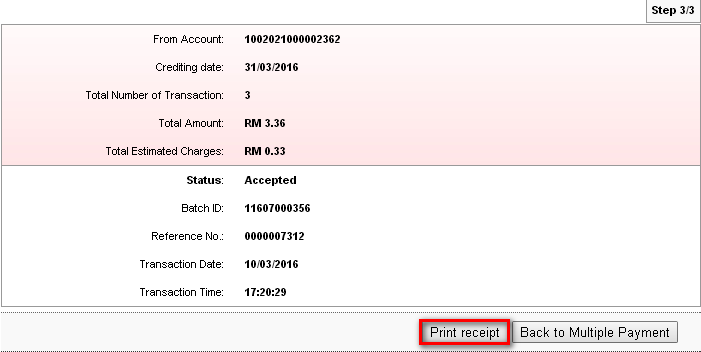 Step 3/3
From Account: 1002021000002362
Crediting date: 31/03/2016
Total Number of Transaction: 3
Total Amount: RM 3.36
Total Estimated Charges: RM 0.33
Status: Accepted
Batch ID: 11607000356
Reference No.: 0000007312
Transaction Date: 10/03/2016
Transaction Time: 17:20:29
Print receipt Back to Multiple Payment